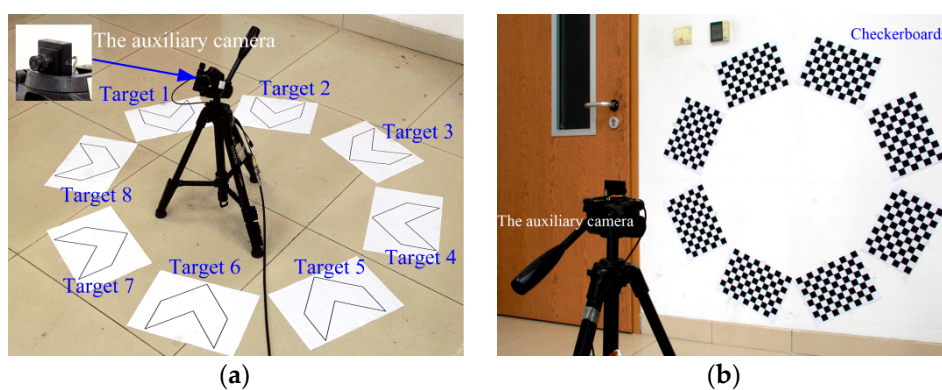 The auxiliary camera
Target 1
Target 2
Target 3
Target 8
Target 4
Target 7
Target 6
Target 5
(a)
Checkerboards
The auxiliary camera
(b)